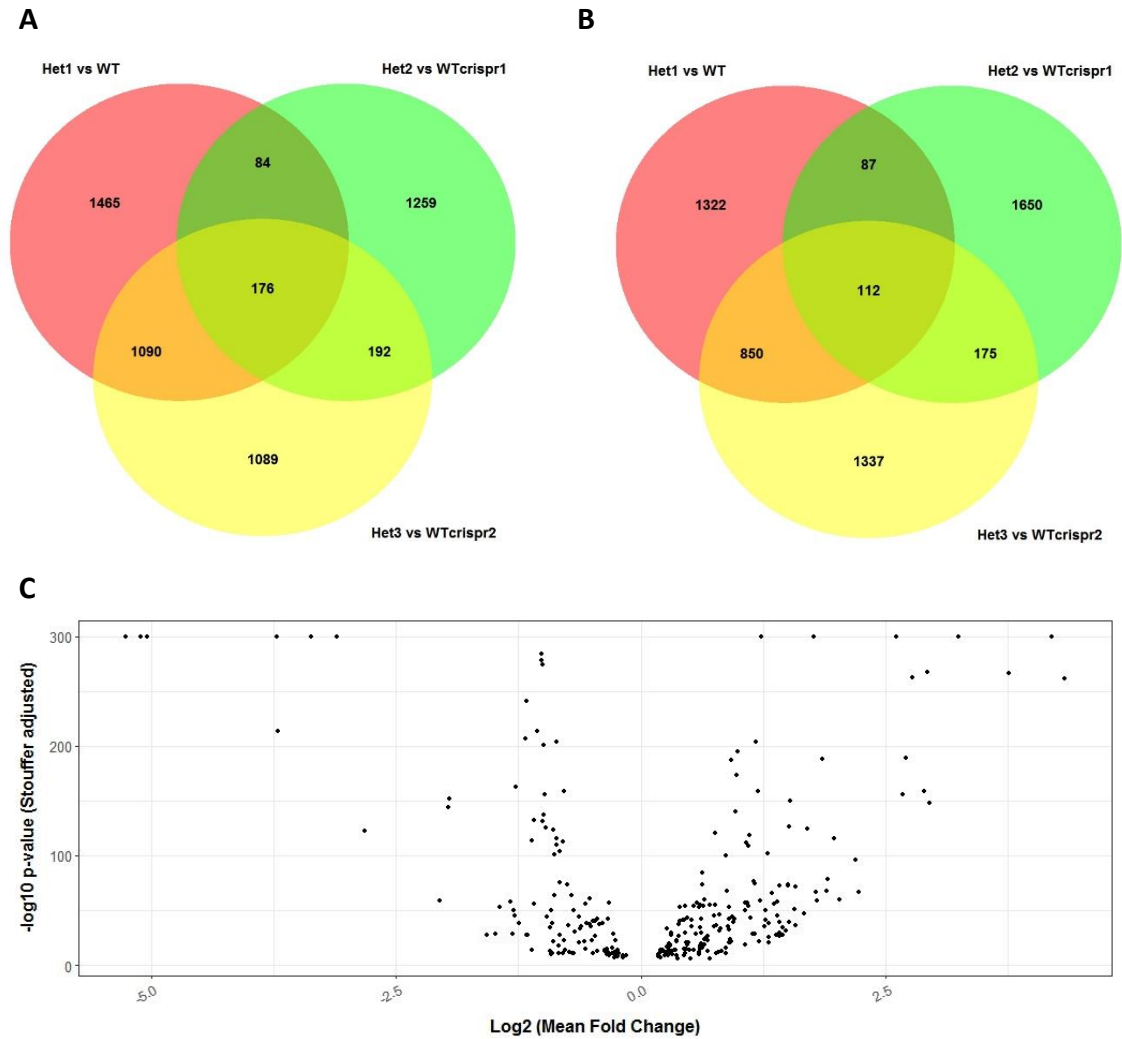 A
B
Het1 vs WT
Het2 vs WTcrispr1
Het1 vs WT
Het2 vs WTcrispr1
84
87
1465
1259
1322
1650
176
112
1090
192
850
175
1089
1337
Het3 vs WTcrispr2
Het3 vs WTcrispr2
C
-log10 p-value (Stouffer adjusted)
300
200
100
0
-5.0
-2.5
0.0
2.5
Log2 (Mean Fold Change)